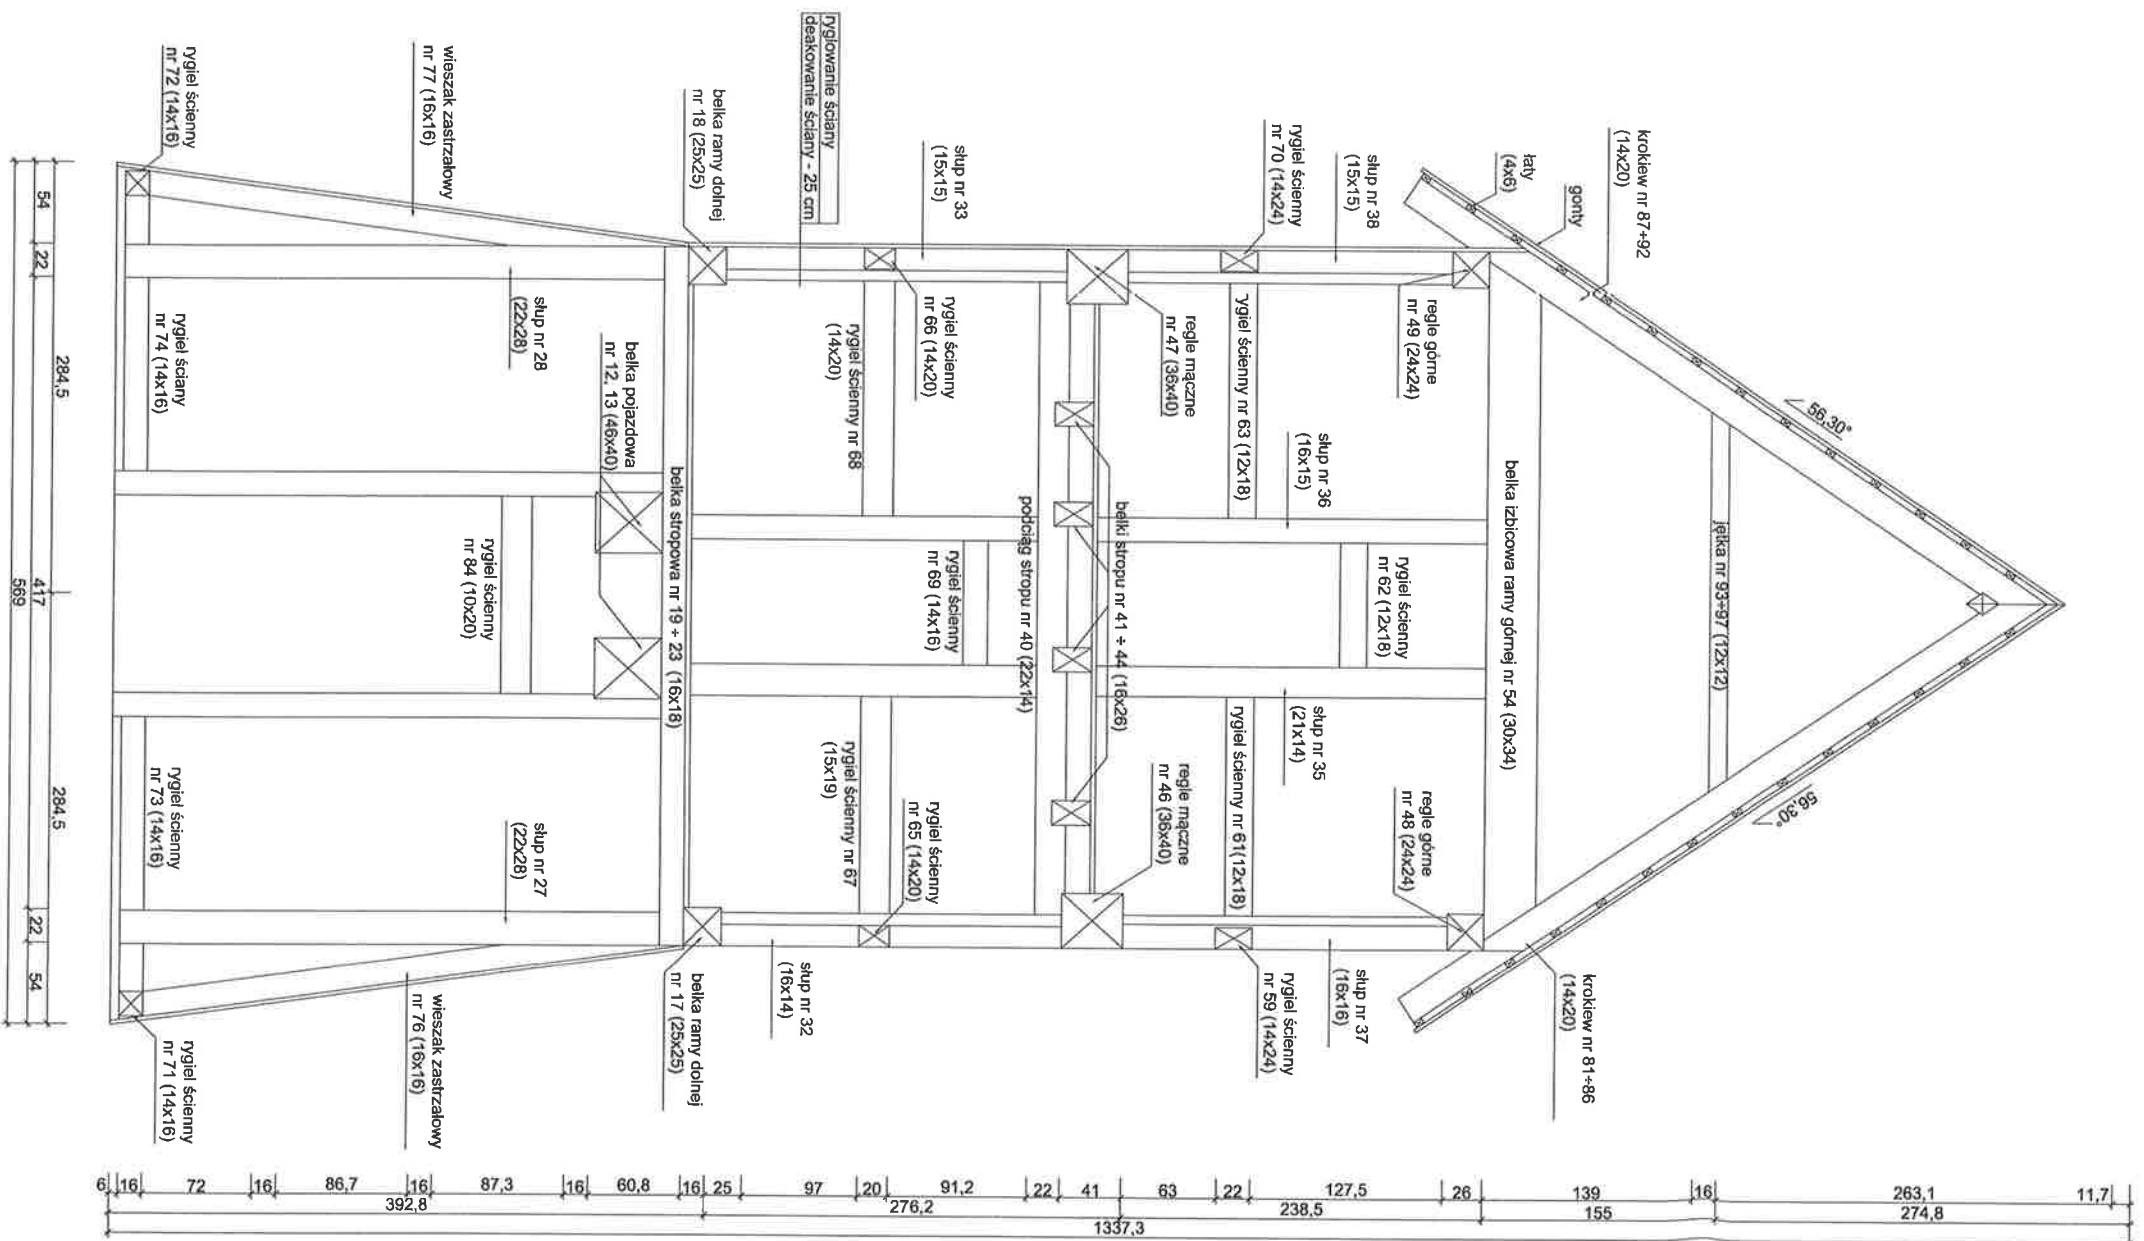 krokiew nr 87÷92
(14x20)
gonty
łaty
(4x6)
słup nr 38
(15x15)
rygiel ścienny
nr 70 (14x24)
słup nr 33
(15x15)
ryglowanie ściany
deakowanie ściany - 25 cm
belka ramy dolnej
nr 18 (25x25)
wieszak zastrzałowy
nr 77 (16x16)
rygiel ścienny
nr 72 (14x16)
56,30°
jętka nr 93÷97 (12x12)
belka izbicowa ramy górnej nr 54 (30x34)
regle górne
nr 49 (24x24)
słup nr 36
(16x15)
rygiel ścienny nr 63 (12x18)
regle mączne
nr 47 (36x40)
rygiel ścienny
nr 62 (12x18)
belki stropu nr 41 ÷ 44 (16x26)
podciąg stropu nr 40 (22x14)
rygiel ścienny
nr 66 (14x20)
rygiel ścienny nr 68
(14x20)
rygiel ścienny
nr 69 (14x16)
belka stropowa nr 19 ÷ 23 (16x18)
belka pojazdowa
nr 12, 13 (46x40)
słup nr 28
(22x28)
rygiel ścienny
nr 84 (10x20)
rygiel ściany
nr 74 (14x16)
56,30°
regle górne
nr 48 (24x24)
słup nr 35
(21x14)
rygiel ścienny nr 61(12x18)
regle mączne
nr 46 (36x40)
rygiel ścienny
nr 65 (14x20)
rygiel ścienny nr 67
(15x19)
słup nr 27
(22x28)
rygiel ścienny
nr 73 (14x16)
krokiew nr 81÷86
(14x20)
słup nr 37
(16x16)
rygiel ścienny
nr 59 (14x24)
słup nr 32
(16x14)
belka ramy dolnej
nr 17 (25x25)
wieszak zastrzałowy
nr 76 (16x16)
rygiel ścienny
nr 71 (14x16)
284,5 284,5
54 22 417 22 54
569
6 16 72 16 86,7 16 87,3 16 60,8 16 25 97 20 91,2 22 41 63 22 127,5 26 139 16 263,1 11,7
392,8 276,2 238,5 155 274,8
1337,3